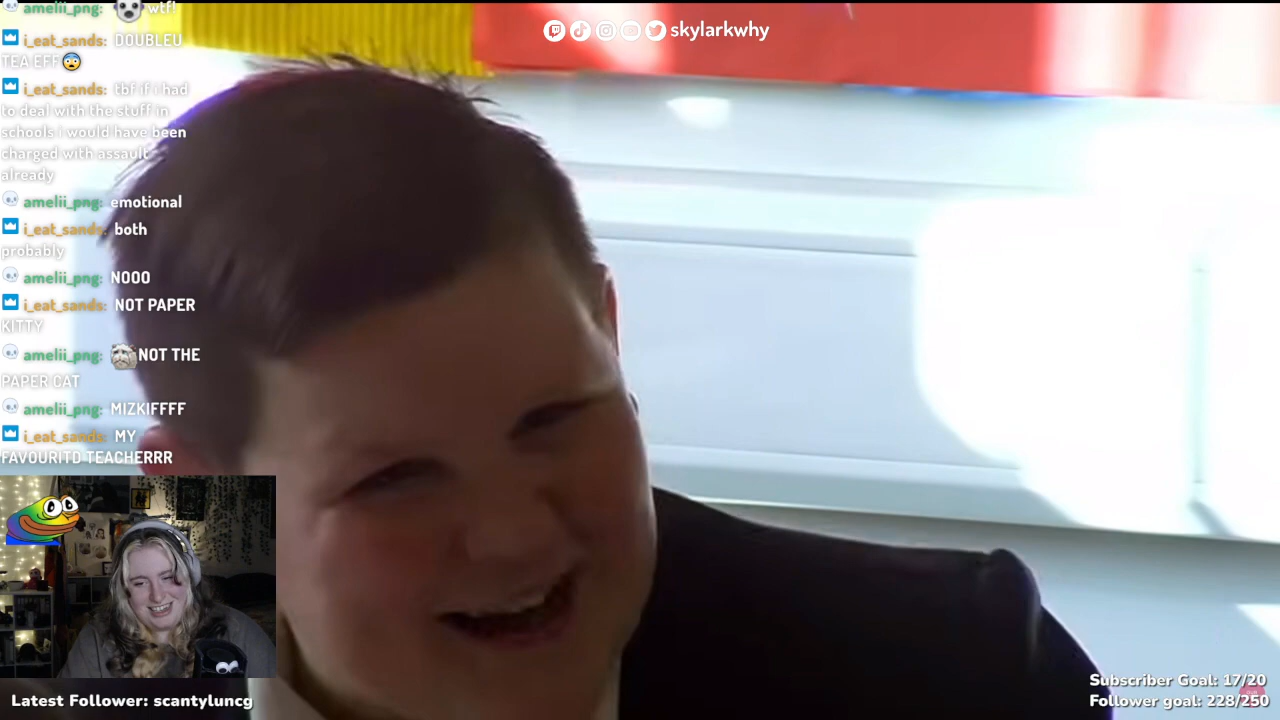 amelii_png: wtf!
skylarkwhy
i_eat_sands: DOUBLEU
TEA EFF
i_eat_sands: tbf if i had
to deal with the stuff in
schools i would have been
charged with assault
already
amelii_png: emotional
i_eat_sands: both
probably
amelii_png: NOOO
i_eat_sands: NOT PAPER
KITTY
amelii_png: NOT THE
PAPER CAT
amelii_png: MIZKIFFFF
i_eat_sands: MY
FAVOURITD TEACHERRR
Latest Follower: scantyluncg
Subscriber Goal: 17/20
Follower goal: 228/250